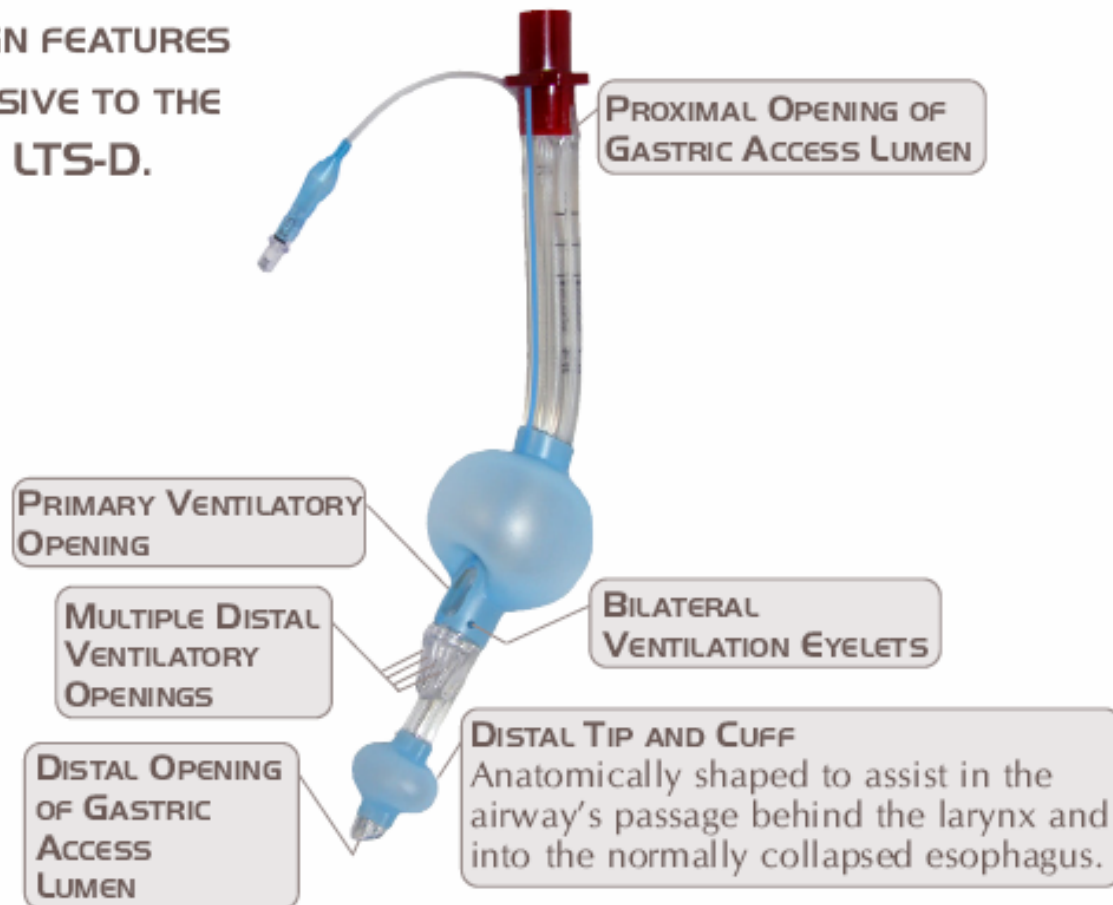 N FEATURES
SIVE TO THE
LTS-D.
PROXIMAL OPENING OF
GASTRIC ACCESS LUMEN
PRIMARY VENTILATORY
OPENING
MULTIPLE DISTAL
VENTILATORY
OPENINGS
BILATERAL
VENTILATION EYELETS
DISTAL OPENING
OF GASTRIC
ACCESS
LUMEN
DISTAL TIP AND CUFF
Anatomically shaped to assist in the
airway's passage behind the larynx and
into the normally collapsed esophagus.